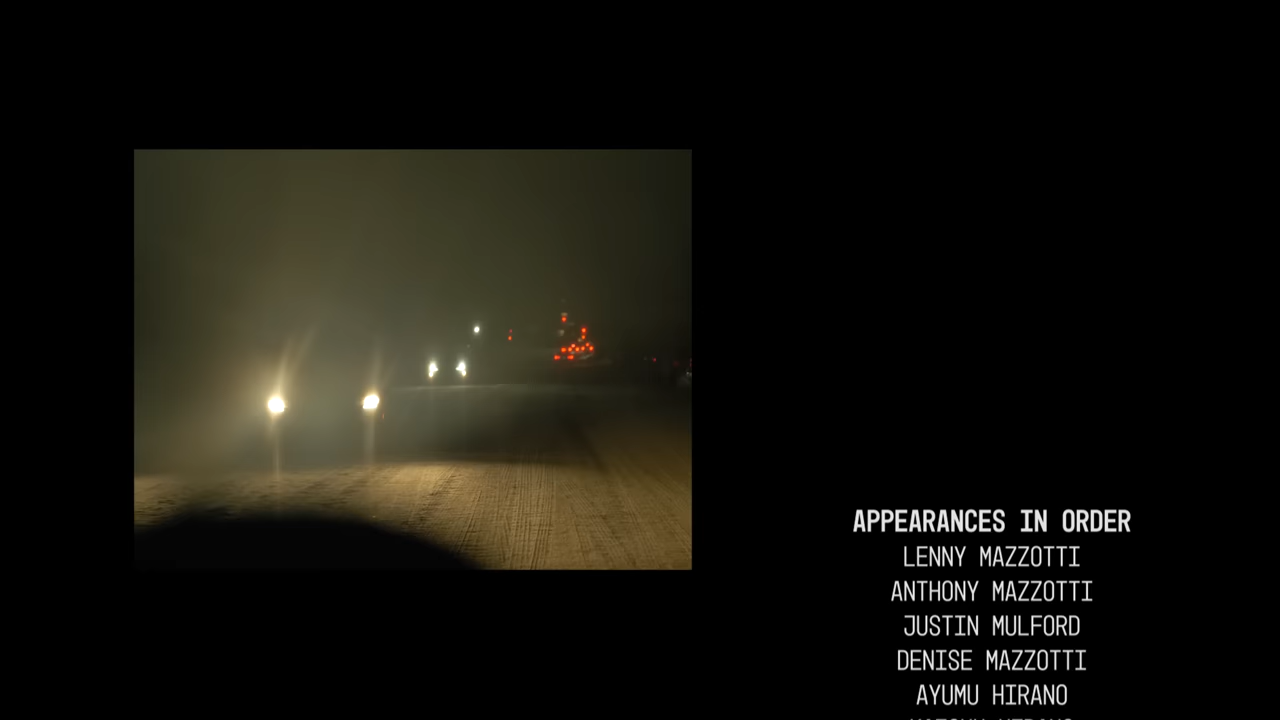 APPEARANCES IN ORDER
LENNY MAZZOTTI
ANTHONY MAZZOTTI
JUSTIN MULFORD
DENISE MAZZOTTI
AYUMU HIRANO